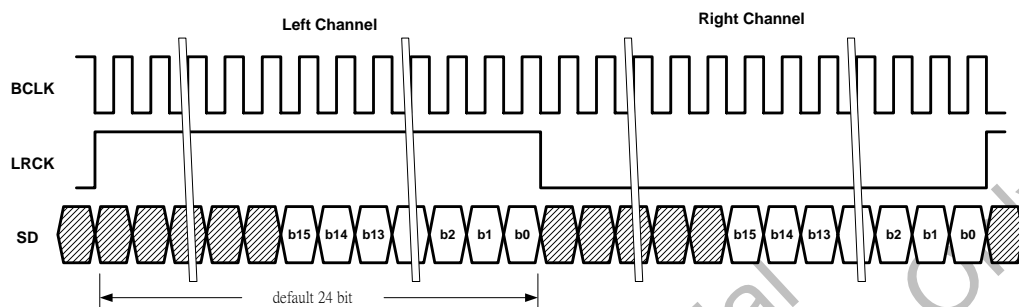 Left Channel
Right Channel
BCLK
LRCK
SD
b15 b14 b13 b2 b1 b0 b15 b14 b13 b2 b1 b0
default 24 bit